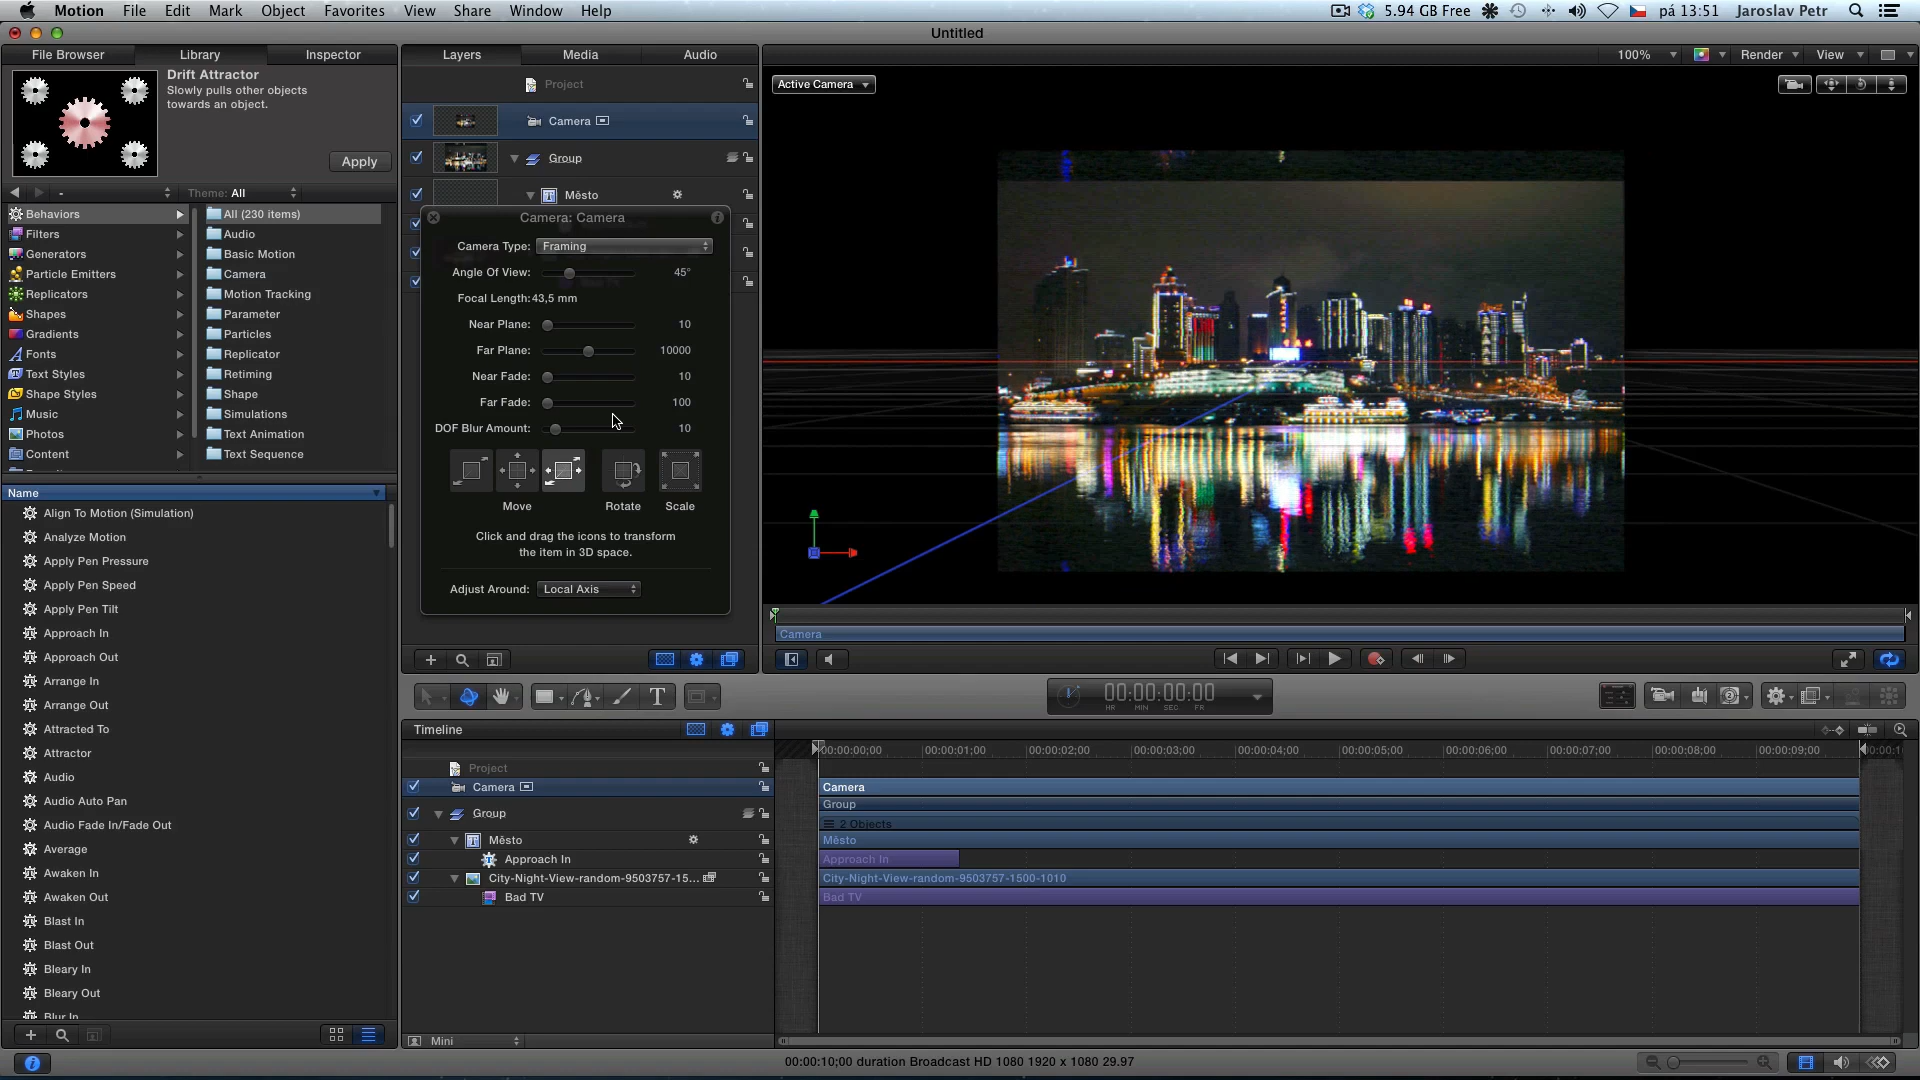 Motion File Edit Mark Object Favorites View Share Window Help 5.94 GB Free pá 13:51 Jaroslav Petr
Untitled
File Browser Library Inspector
Drift Attractor
Slowly pulls other objects
towards an object.
Apply
- Theme: All
Behaviors
Filters
Generators
Particle Emitters
Replicators
Shapes
Gradients
Fonts
Text Styles
Shape Styles
Music
Photos
Content
All (230 items)
Audio
Basic Motion
Camera
Motion Tracking
Parameter
Particles
Replicator
Retiming
Shape
Simulations
Text Animation
Text Sequence
Name
Align To Motion (Simulation)
Analyze Motion
Apply Pen Pressure
Apply Pen Speed
Apply Pen Tilt
Approach In
Approach Out
Arrange In
Arrange Out
Attracted To
Attractor
Audio
Audio Auto Pan
Audio Fade In/Fade Out
Average
Awaken In
Awaken Out
Blast In
Blast Out
Bleary In
Bleary Out
Blur In
Layers Media Audio
Project
Camera
Group
Město
Camera: Camera
Camera Type: Framing
Angle Of View: 45°
Focal Length: 43,5 mm
Near Plane: 10
Far Plane: 10000
Near Fade: 10
Far Fade: 100
DOF Blur Amount: 10
Move Rotate Scale
Click and drag the icons to transform
the item in 3D space.
Adjust Around: Local Axis
100% Render View
Active Camera
Camera
00:00:00:00
HR MIN SEC FR
Timeline
00:00:00;00 00:00:01;00 00:00:02;00 00:00:03;00 00:00:04;00 00:00:05;00 00:00:06;00 00:00:07;00 00:00:08;00 00:00:09;00
Project
Camera
Group
Město
Approach In
City-Night-View-random-9503757-15...
Bad TV
Camera
Group
2 Objects
Město
Approach In
City-Night-View-random-9503757-1500-1010
Bad TV
Mini
00:00:10;00 duration Broadcast HD 1080 1920 x 1080 29.97